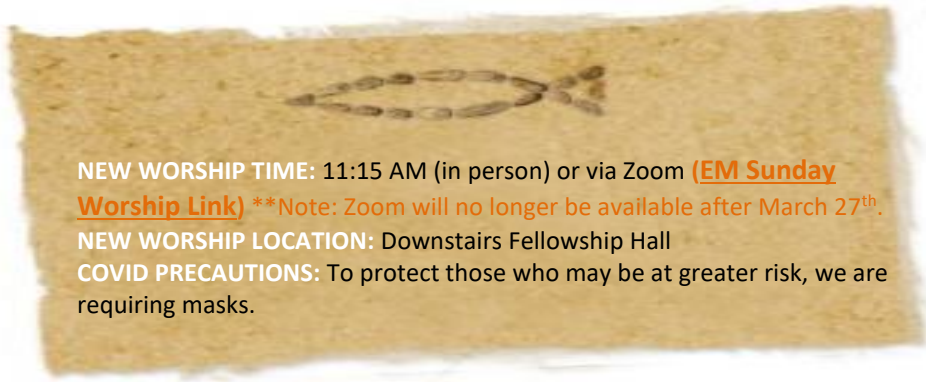 NEW WORSHIP TIME: 11:15 AM (in person) or via Zoom (EM Sunday
Worship Link) **Note: Zoom will no longer be available after March 27th.
NEW WORSHIP LOCATION: Downstairs Fellowship Hall
COVID PRECAUTIONS: To protect those who may be at greater risk, we are
requiring masks.